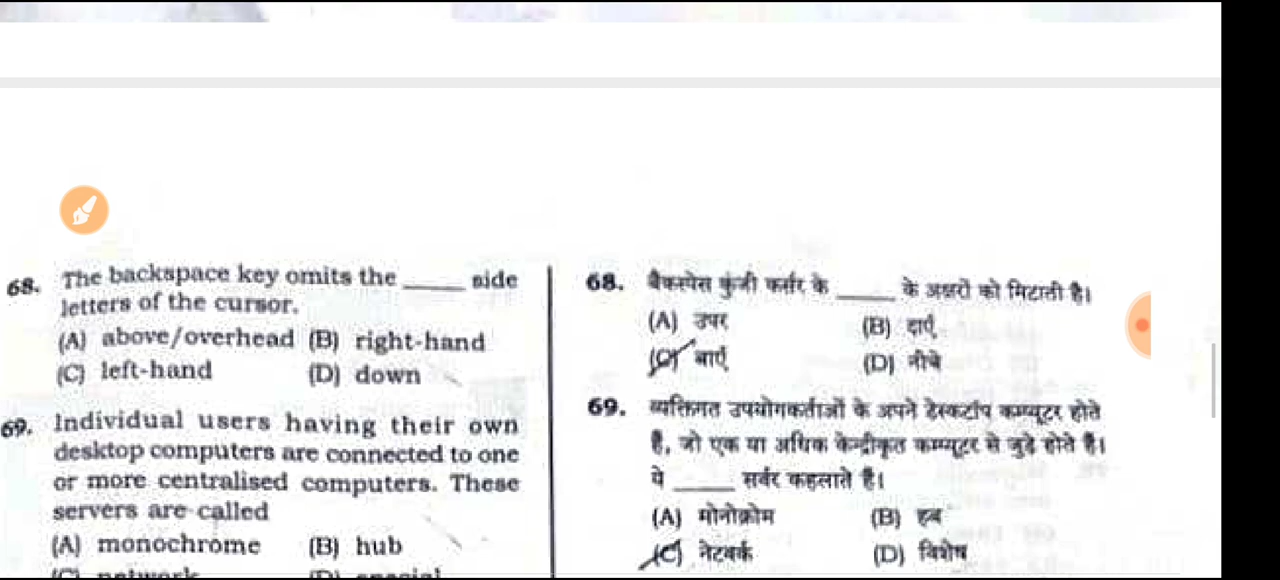 68. The backspace key omits the _____ side
letters of the cursor.
(A) above/overhead (B) right-hand
(C) left-hand (D) down
69. Individual users having their own
desktop computers are connected to one
or more centralised computers. These
servers are called
(A) monochrome (B) hub
(C) network (D) special
68. बैकस्पेस कुंजी कर्सर के _____ के अक्षरों को मिटाती है।
(A) उपर (B) दाएँ
(C) बाएँ (D) नीचे
69. व्यक्तिगत उपयोगकर्ताओं के अपने डेस्कटॉप कम्प्यूटर होते
हैं, जो एक या अधिक केन्द्रीकृत कम्प्यूटर से जुड़े होते हैं।
ये _____ सर्वर कहलाते हैं।
(A) मोनोक्रोम (B) हब
(C) नेटवर्क (D) विशेष